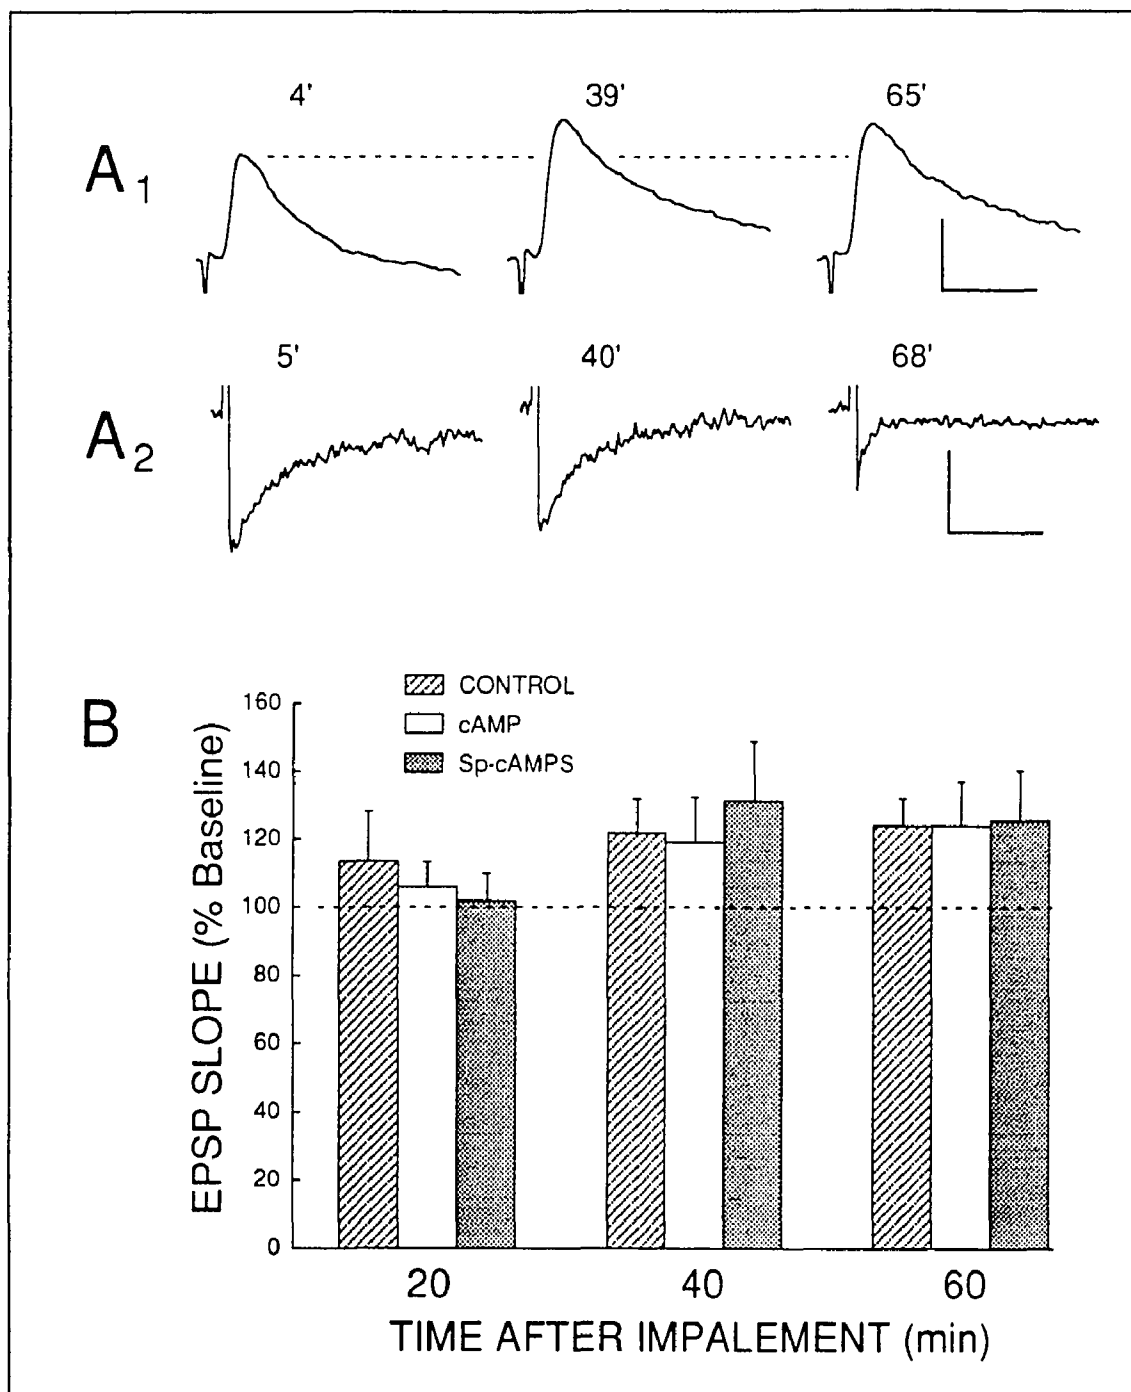 4' 39' 65'
A1
5' 40' 68'
A2
B
CONTROL
cAMP
Sp-cAMPS
EPSP SLOPE (% Baseline)
160
140
120
100
80
60
40
20
0
20 40 60
TIME AFTER IMPALEMENT (min)